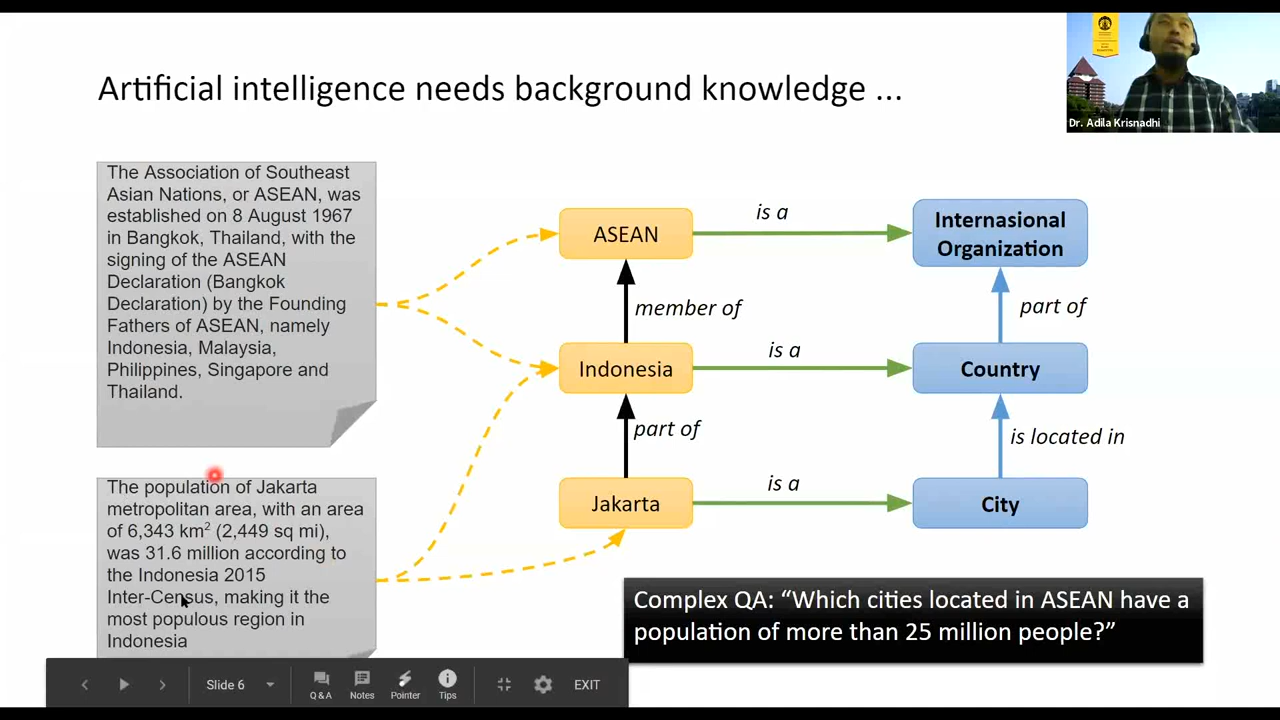 Artificial intelligence needs background knowledge ...
Dr. Adila Krisnadhi
The Association of Southeast
Asian Nations, or ASEAN, was
established on 8 August 1967
in Bangkok, Thailand, with the
signing of the ASEAN
Declaration (Bangkok
Declaration) by the Founding
Fathers of ASEAN, namely
Indonesia, Malaysia,
Philippines, Singapore and
Thailand.
The population of Jakarta
metropolitan area, with an area
of 6,343 km² (2,449 sq mi),
was 31.6 million according to
the Indonesia 2015
Inter-Census, making it the
most populous region in
Indonesia
ASEAN
is a
Internasional
Organization
member of
part of
Indonesia
is a
Country
part of
is located in
Jakarta
is a
City
Complex QA: “Which cities located in ASEAN have a
population of more than 25 million people?”
Slide 6
Q & A
Notes
Pointer
Tips
EXIT